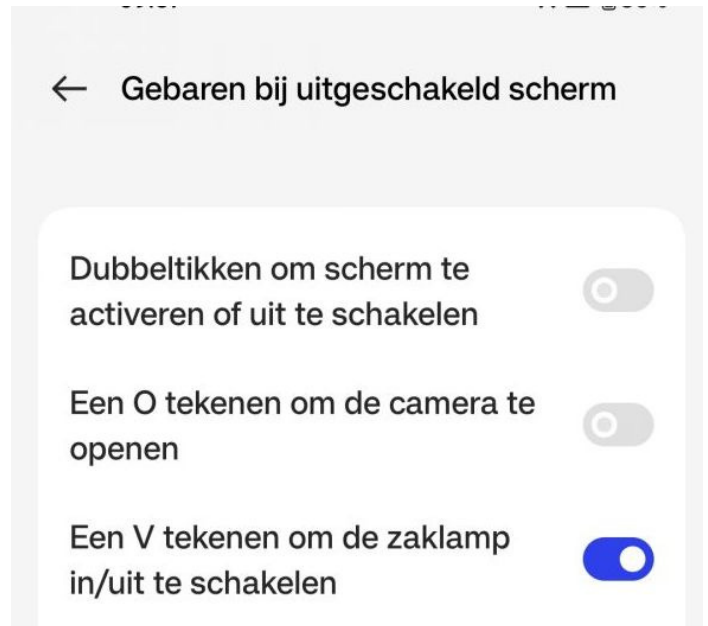 Gebaren bij uitgeschakeld scherm
Dubbeltikken om scherm te
activeren of uit te schakelen
Een O tekenen om de camera te
openen
Een V tekenen om de zaklamp
in/uit te schakelen